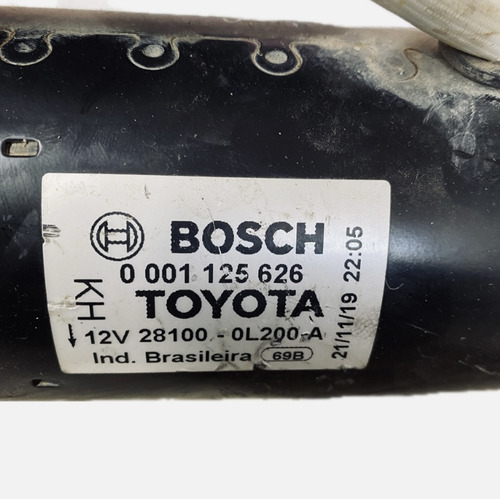 BOSCH
0 001 125 626
TOYOTA
12V 28100 - 0L200-A
Ind. Brasileira 69B
KH
21/11/19 22:05